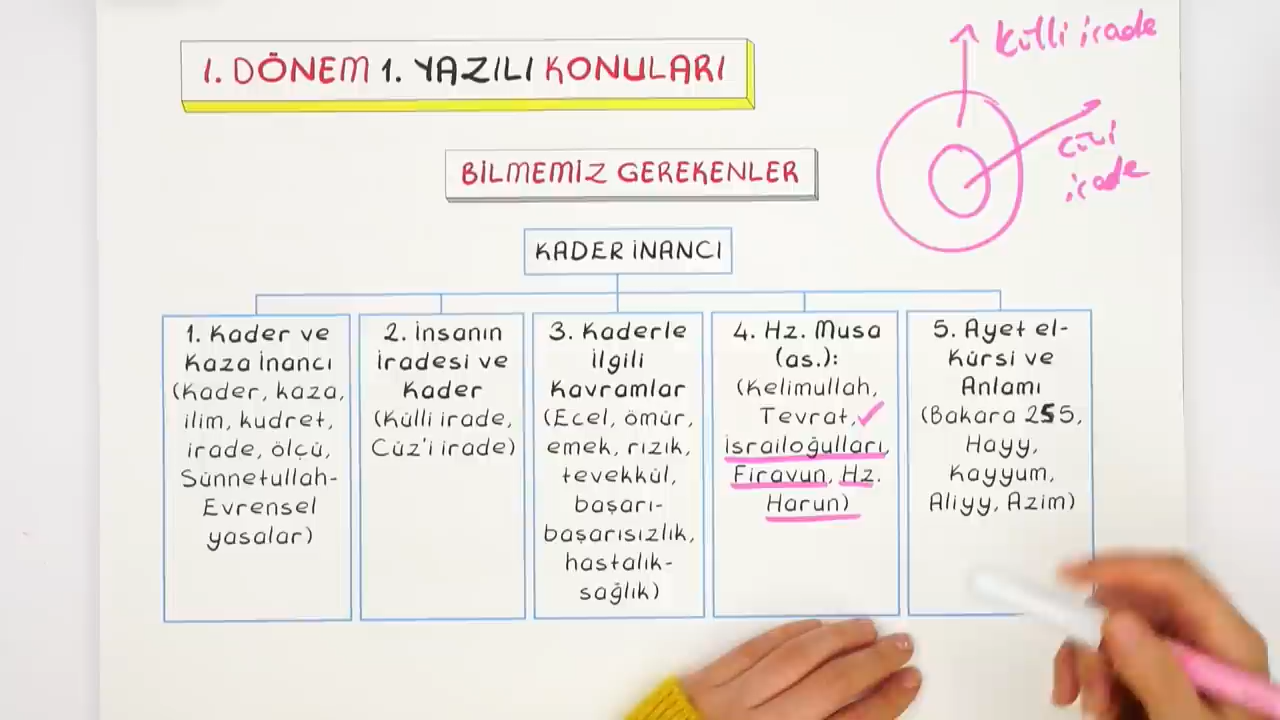 1. DÖNEM 1. YAZILI KONULARI
Külli irade
cüzi
irade
BİLMEMİZ GEREKENLER
KADER İNANCI
1. Kader ve
Kaza İnancı
(Kader, kaza,
ilim, kudret,
irade, ölçü,
Sünnetullah-
Evrensel
yasalar)
2. İnsanın
İradesi ve
Kader
(Külli irade,
Cüz'i irade)
3. Kaderle
İlgili
Kavramlar
(Ecel, ömür,
emek, rızık,
tevekkül,
başarı-
başarısızlık,
hastalık-
sağlık)
4. Hz. Musa
(as.):
(Kelimullah,
Tevrat,
İsrailoğulları,
Firavun, Hz.
Harun)
5. Ayet el-
Kürsi ve
Anlamı
(Bakara 255,
Hayy,
Kayyum,
Aliyy, Azim)